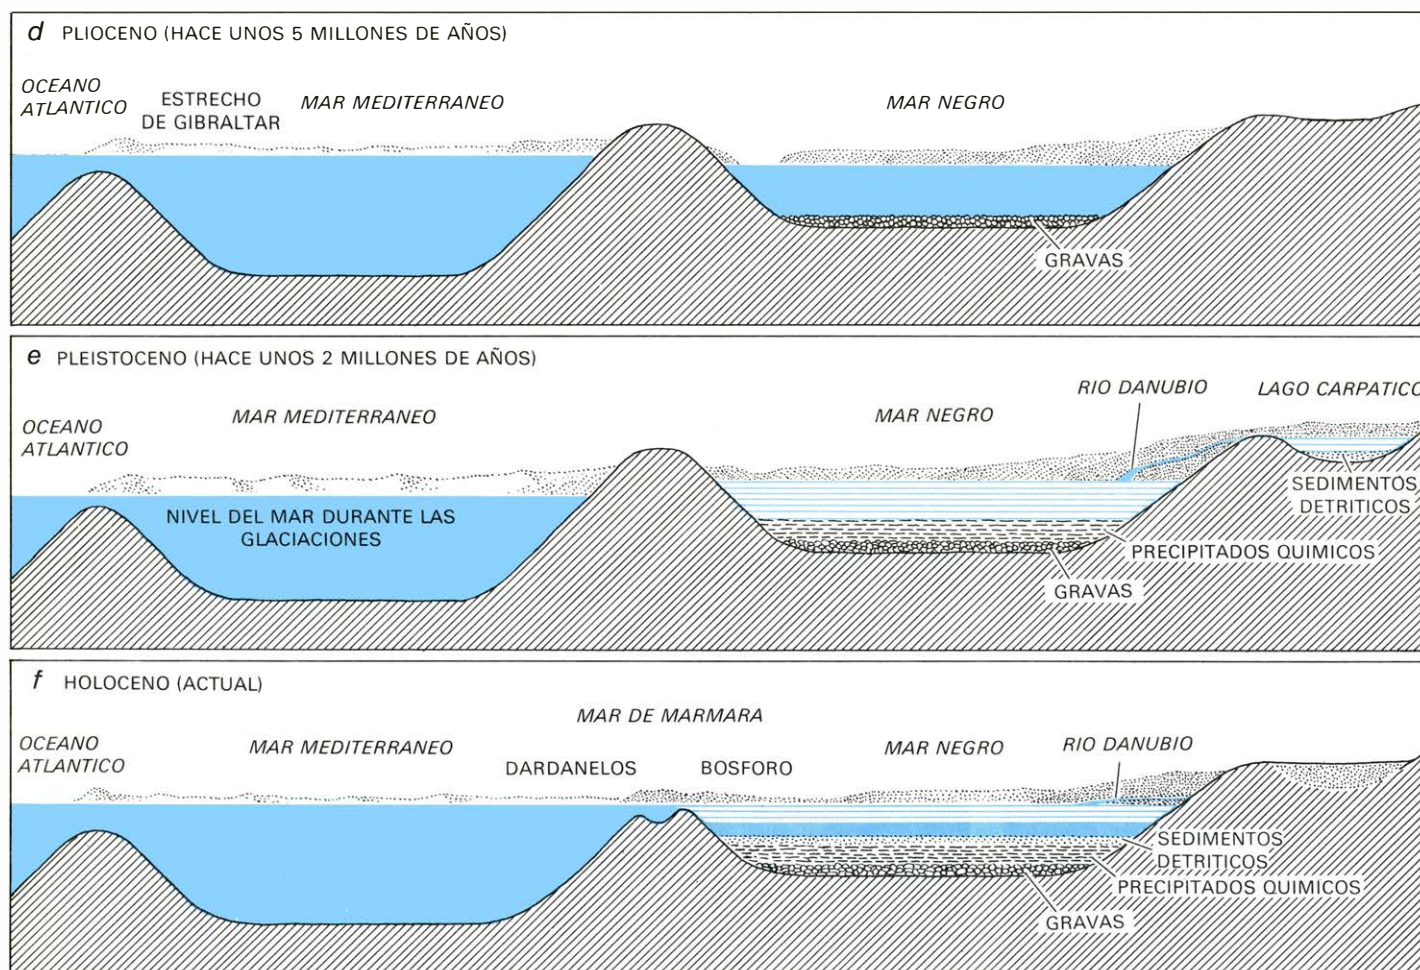 d PLIOCENO (HACE UNOS 5 MILLONES DE AÑOS)
OCEANO
ATLANTICO
ESTRECHO
DE GIBRALTAR
MAR MEDITERRANEO
MAR NEGRO
GRAVAS
e PLEISTOCENO (HACE UNOS 2 MILLONES DE AÑOS)
OCEANO
ATLANTICO
MAR MEDITERRANEO
MAR NEGRO
RIO DANUBIO
LAGO CARPATICO
NIVEL DEL MAR DURANTE LAS
GLACIACIONES
SEDIMENTOS
DETRITICOS
PRECIPITADOS QUIMICOS
GRAVAS
f HOLOCENO (ACTUAL)
MAR DE MARMARA
OCEANO
ATLANTICO
MAR MEDITERRANEO
DARDANELOS
BOSFORO
MAR NEGRO
RIO DANUBIO
SEDIMENTOS
DETRITICOS
PRECIPITADOS QUIMICOS
GRAVAS